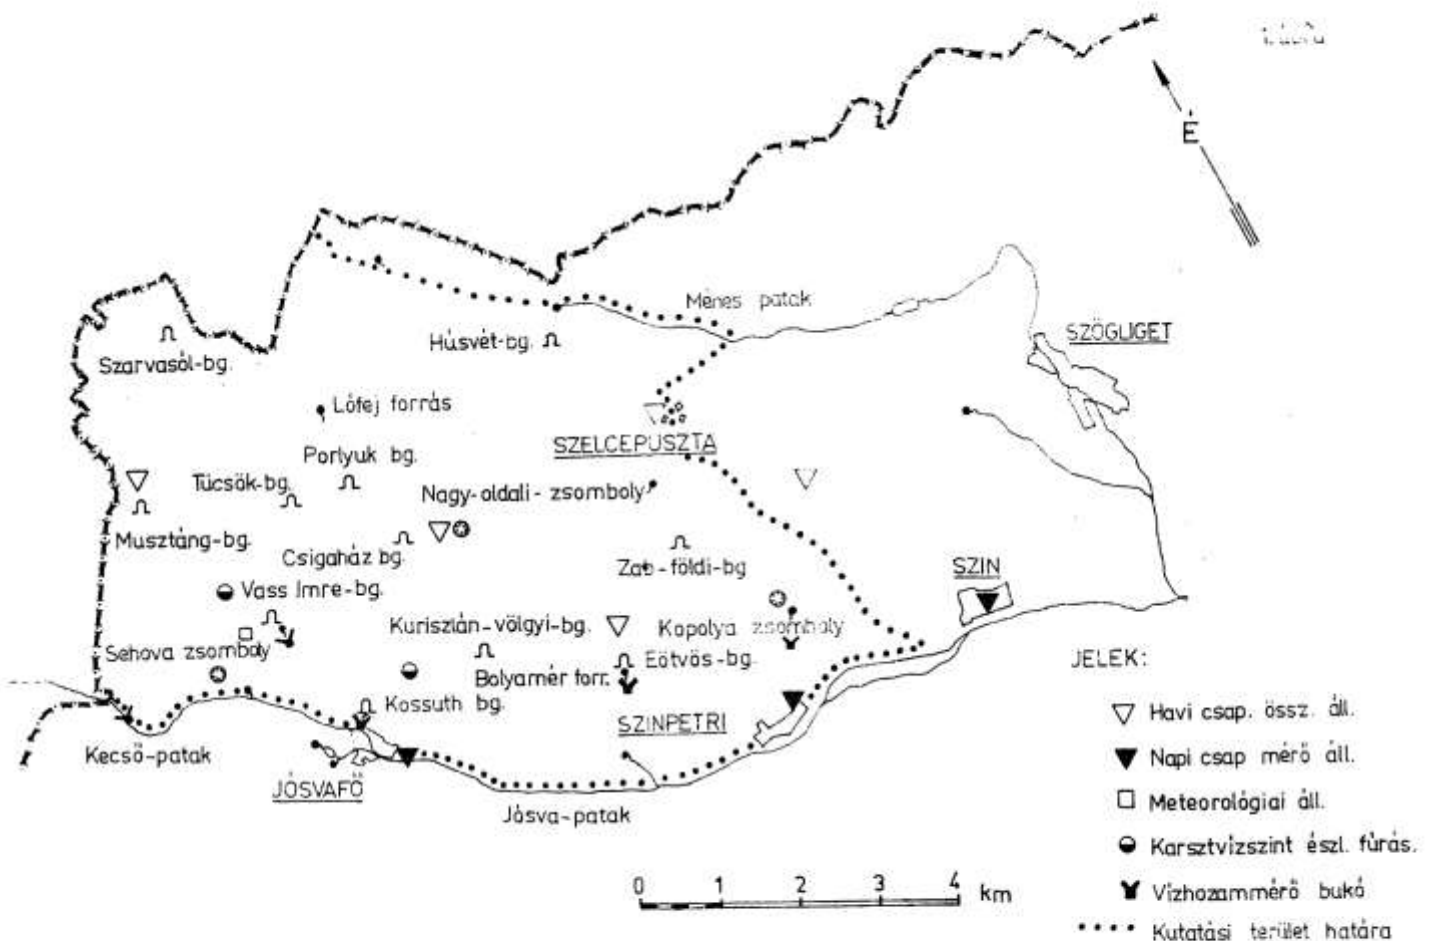 É
Ménes patak
SZÖGLIGET
Húsvét-bg.
Szarvasól-bg.
Lófej forrás
SZELCEPUSZTA
Porlyuk bg.
Tücsök-bg.
Nagy-oldali-zsomboly
Musztáng-bg.
Csigaház bg.
Zab-földi-bg
SZIN
Vass Imre-bg.
Kuriszlán-völgyi-bg.
Kopolya zsomboly
Sehova zsomboly
Eötvös-bg.
JELEK:
Bolyamér forr.
Kossuth bg.
SZINPETRI
Havi csap. össz. áll.
Kecső-patak
Napi csap mérő áll.
JÓSVAFŐ
Meteorológiai áll.
Jósva-patak
Karsztvízszint észl. fúrás.
0 1 2 3 4 km
Vízhozammérő bukó
Kutatási terület határa